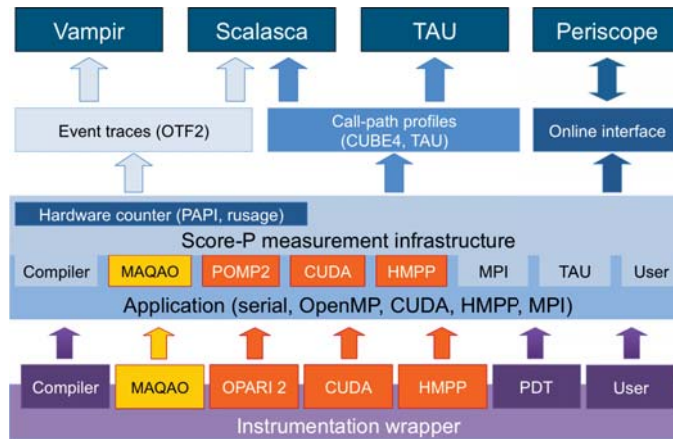 Vampir
Scalasca
TAU
Periscope
Event traces (OTF2)
Call-path profiles
(CUBE4, TAU)
Online interface
Hardware counter (PAPI, rusage)
Score-P measurement infrastructure
Compiler
MAQAO
POMP2
CUDA
HMPP
MPI
TAU
User
Application (serial, OpenMP, CUDA, HMPP, MPI)
Compiler
MAQAO
OPARI 2
CUDA
HMPP
PDT
User
Instrumentation wrapper